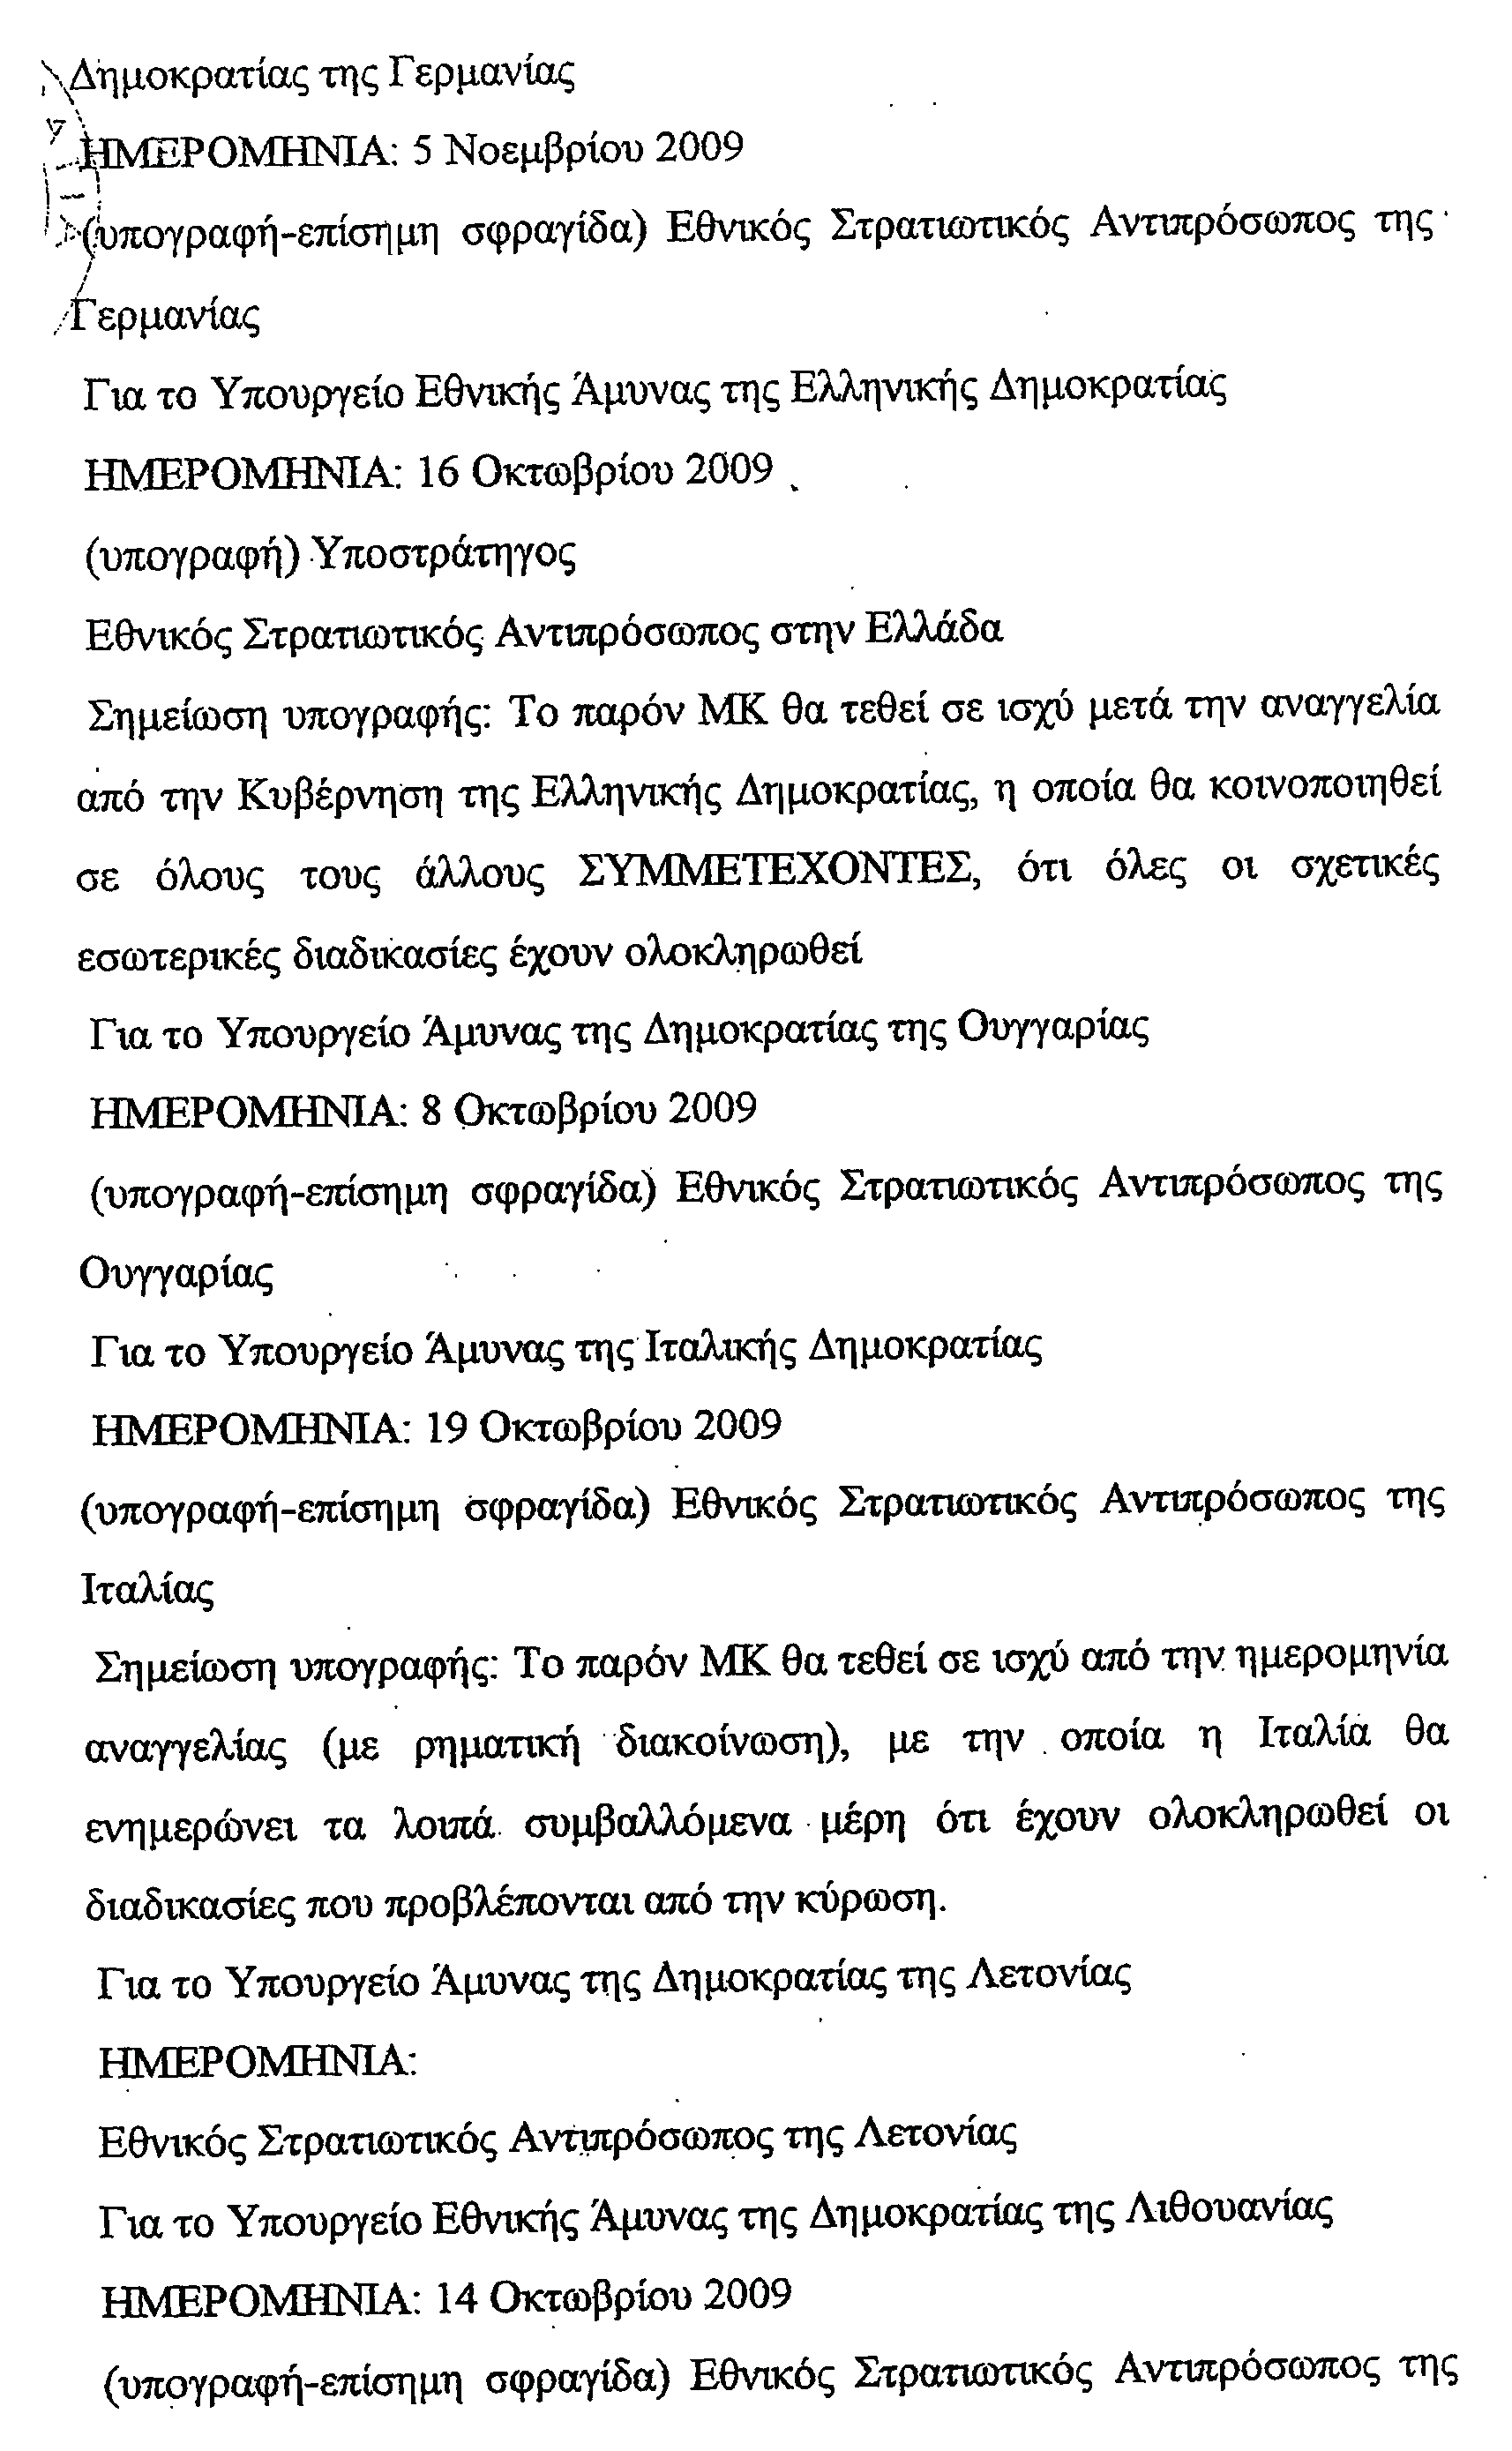 Δημοκρατίας της Γερμανίας
ΗΜΕΡΟΜΗΝΙΑ: 5 Νοεμβρίου 2009
(υπογραφή-επίσημη σφραγίδα) Εθνικός Στρατιωτικός Αντιπρόσωπος της
Γερμανίας
Για το Υπουργείο Εθνικής Άμυνας της Ελληνικής Δημοκρατίας
ΗΜΕΡΟΜΗΝΙΑ: 16 Οκτωβρίου 2009
(υπογραφή) Υποστράτηγος
Εθνικός Στρατιωτικός Αντιπρόσωπος στην Ελλάδα
Σημείωση υπογραφής: Το παρόν ΜΚ θα τεθεί σε ισχύ μετά την αναγγελία
από την Κυβέρνηση της Ελληνικής Δημοκρατίας, η οποία θα κοινοποιηθεί
σε όλους τους άλλους ΣΥΜΜΕΤΕΧΟΝΤΕΣ, ότι όλες οι σχετικές
εσωτερικές διαδικασίες έχουν ολοκληρωθεί
Για το Υπουργείο Άμυνας της Δημοκρατίας της Ουγγαρίας
ΗΜΕΡΟΜΗΝΙΑ: 8 Οκτωβρίου 2009
(υπογραφή-επίσημη σφραγίδα) Εθνικός Στρατιωτικός Αντιπρόσωπος της
Ουγγαρίας
Για το Υπουργείο Άμυνας της Ιταλικής Δημοκρατίας
ΗΜΕΡΟΜΗΝΙΑ: 19 Οκτωβρίου 2009
(υπογραφή-επίσημη σφραγίδα) Εθνικός Στρατιωτικός Αντιπρόσωπος της
Ιταλίας
Σημείωση υπογραφής: Το παρόν ΜΚ θα τεθεί σε ισχύ από την ημερομηνία
αναγγελίας (με ρηματική διακοίνωση), με την οποία η Ιταλία θα
ενημερώνει τα λοιπά συμβαλλόμενα μέρη ότι έχουν ολοκληρωθεί οι
διαδικασίες που προβλέπονται από την κύρωση.
Για το Υπουργείο Άμυνας της Δημοκρατίας της Λετονίας
ΗΜΕΡΟΜΗΝΙΑ:
Εθνικός Στρατιωτικός Αντιπρόσωπος της Λετονίας
Για το Υπουργείο Εθνικής Άμυνας της Δημοκρατίας της Λιθουανίας
ΗΜΕΡΟΜΗΝΙΑ: 14 Οκτωβρίου 2009
(υπογραφή-επίσημη σφραγίδα) Εθνικός Στρατιωτικός Αντιπρόσωπος της